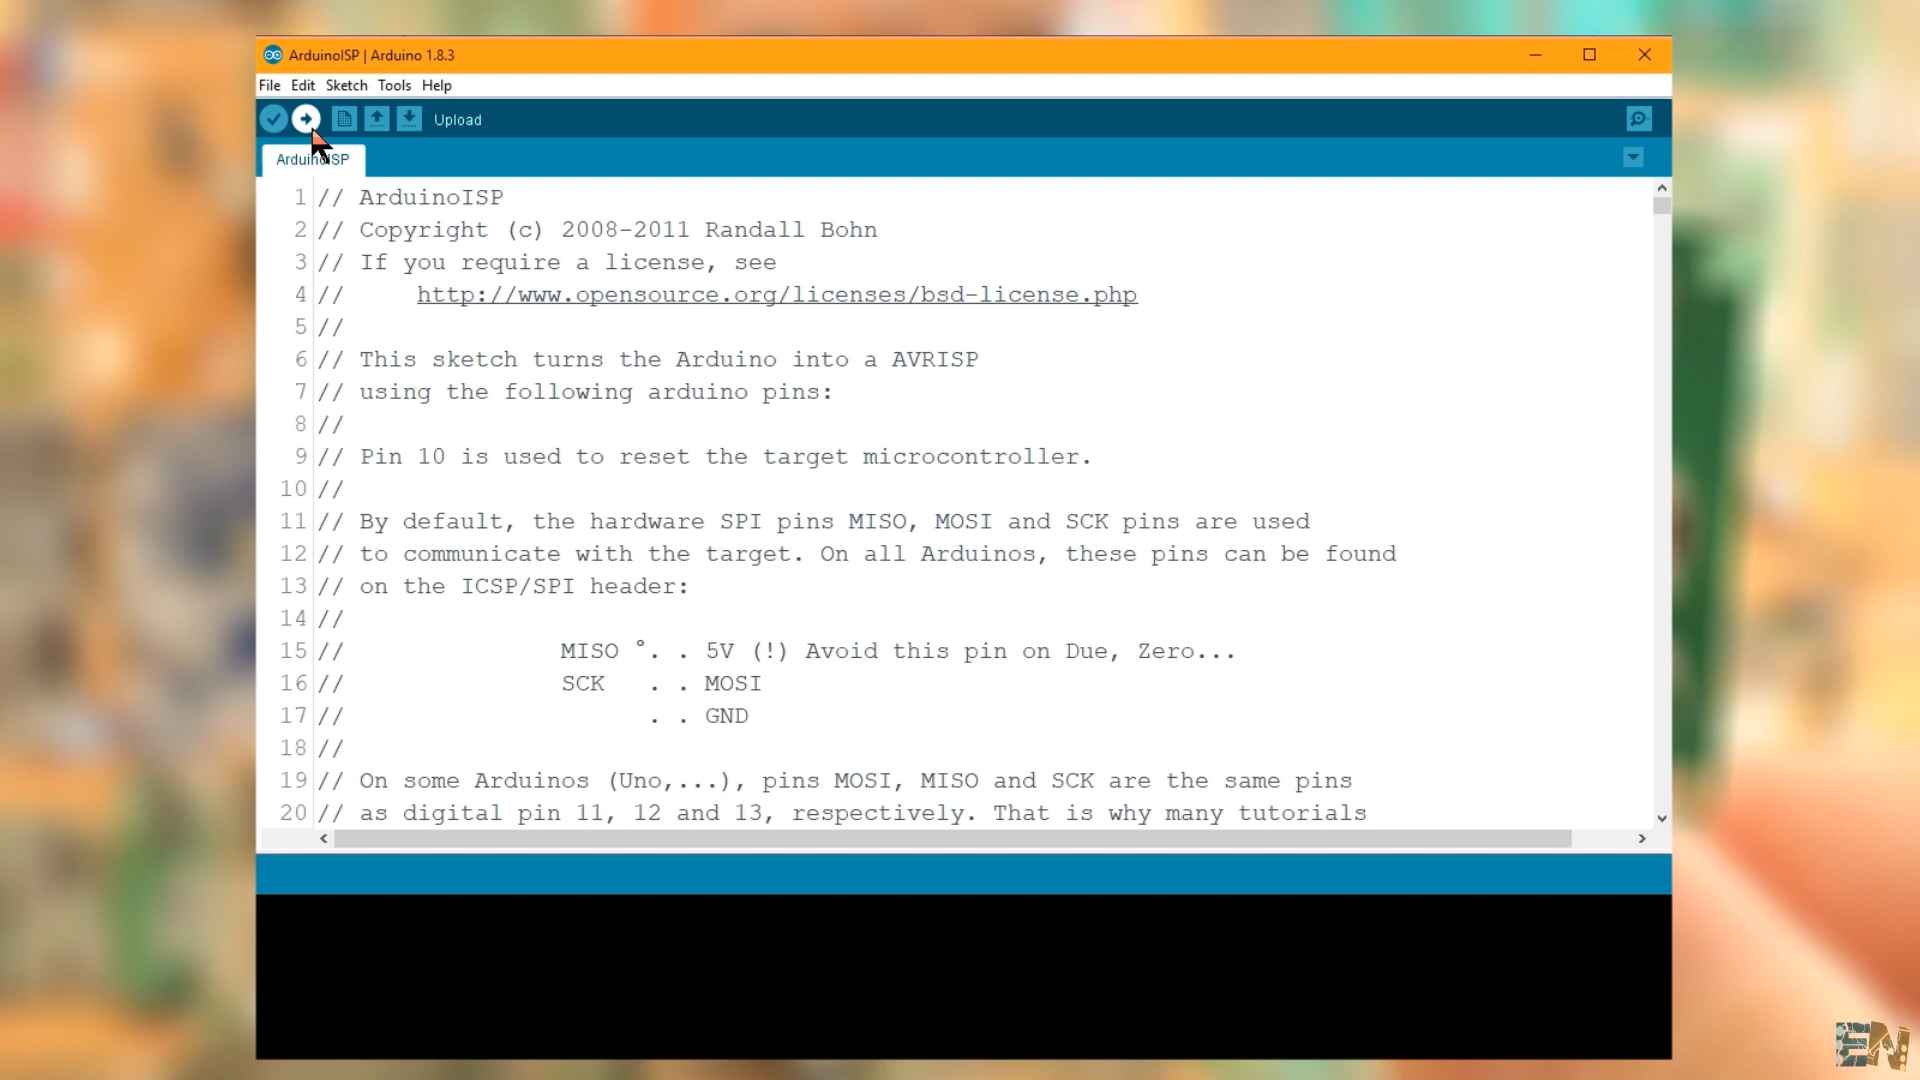 ArduinoISP | Arduino 1.8.3
File Edit Sketch Tools Help
Upload
ArduinoISP
1 // ArduinoISP
2 // Copyright (c) 2008-2011 Randall Bohn
3 // If you require a license, see
4 // http://www.opensource.org/licenses/bsd-license.php
5 //
6 // This sketch turns the Arduino into a AVRISP
7 // using the following arduino pins:
8 //
9 // Pin 10 is used to reset the target microcontroller.
10 //
11 // By default, the hardware SPI pins MISO, MOSI and SCK pins are used
12 // to communicate with the target. On all Arduinos, these pins can be found
13 // on the ICSP/SPI header:
14 //
15 // MISO °. . 5V (!) Avoid this pin on Due, Zero...
16 // SCK . . MOSI
17 // . . GND
18 //
19 // On some Arduinos (Uno,...), pins MOSI, MISO and SCK are the same pins
20 // as digital pin 11, 12 and 13, respectively. That is why many tutorials
EN